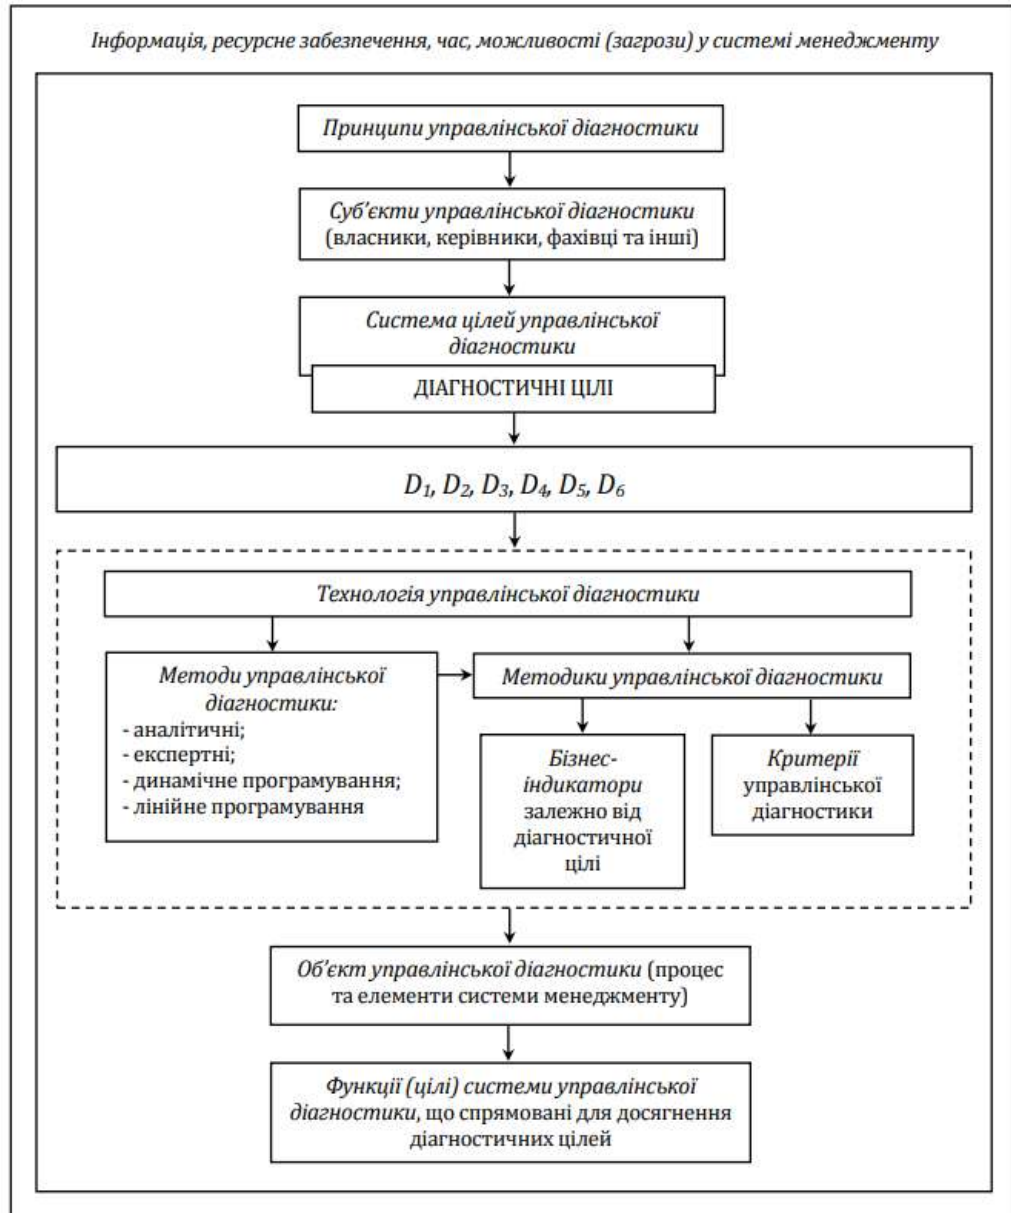 Інформація, ресурсне забезпечення, час, можливості (загрози) у системі менеджменту
Принципи управлінської діагностики
Суб’єкти управлінської діагностики
(власники, керівники, фахівці та інші)
Система цілей управлінської
діагностики
ДІАГНОСТИЧНІ ЦІЛІ
D₁, D₂, D₃, D₄, D₅, D₆
Технологія управлінської діагностики
Методи управлінської
діагностики:
- аналітичні;
- експертні;
- динамічне програмування;
- лінійне програмування
Методики управлінської діагностики
Бізнес-
індикатори
залежно від
діагностичної
цілі
Критерії
управлінської
діагностики
Об’єкт управлінської діагностики (процес
та елементи системи менеджменту)
Функції (цілі) системи управлінської
діагностики, що спрямовані для досягнення
діагностичних цілей